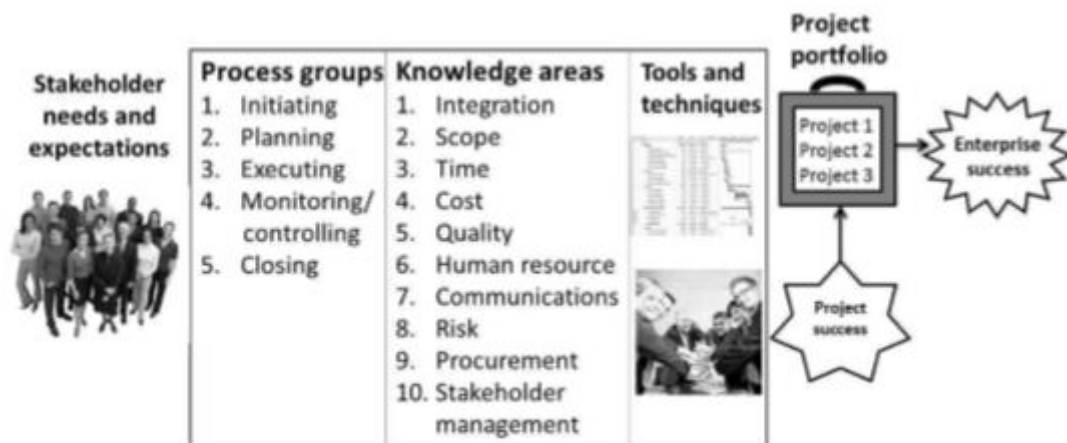 Stakeholder
needs and
expectations
Process groups
1. Initiating
2. Planning
3. Executing
4. Monitoring/
controlling
5. Closing
Knowledge areas
1. Integration
2. Scope
3. Time
4. Cost
5. Quality
6. Human resource
7. Communications
8. Risk
9. Procurement
10. Stakeholder
management
Tools and
techniques
Project
portfolio
Project 1
Project 2
Project 3
Enterprise
success
Project
success